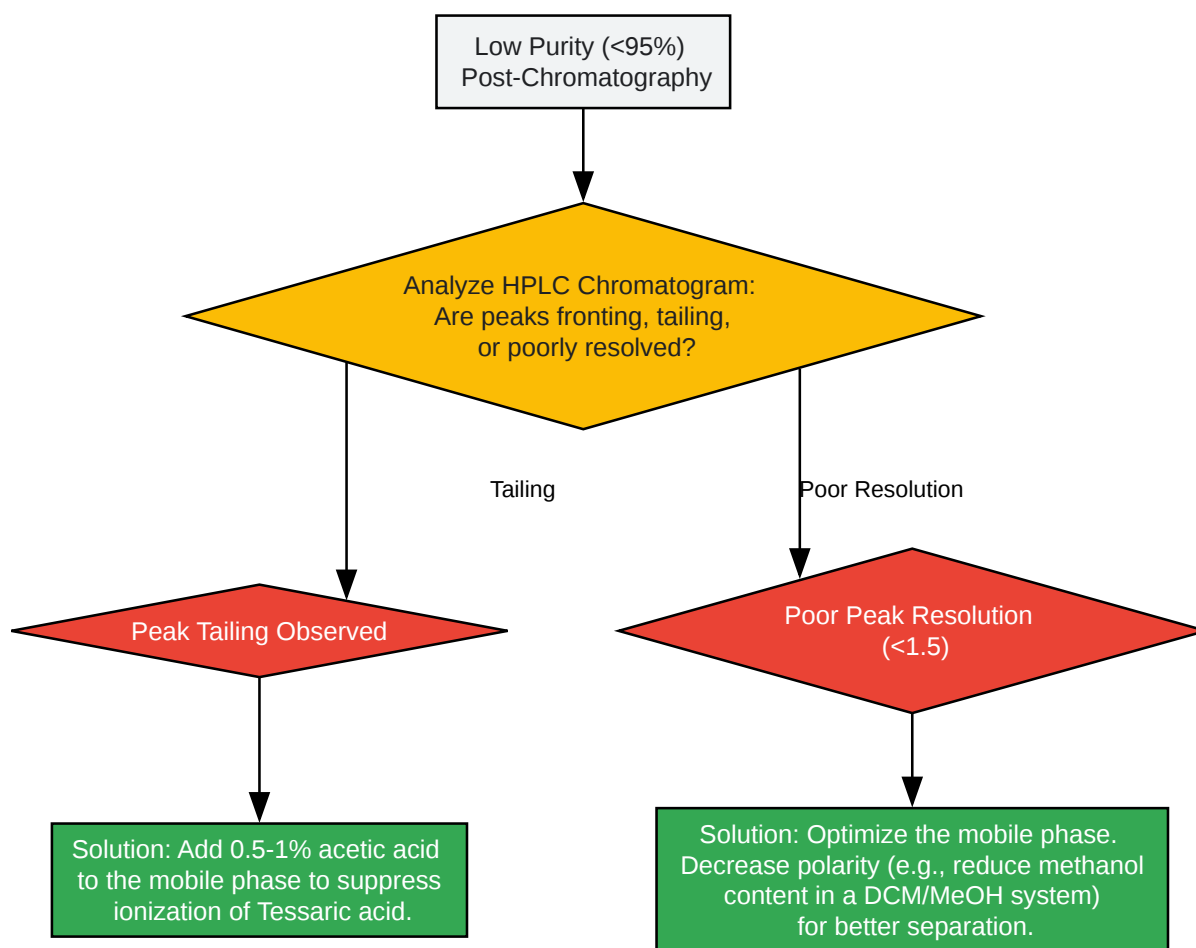 Low Purity (<95%)
Post-Chromatography
Analyze HPLC Chromatogram:
Are peaks fronting, tailing,
or poorly resolved?
Tailing
Poor Resolution
Peak Tailing Observed
Poor Peak Resolution
(<1.5)
Solution: Add 0.5-1% acetic acid
to the mobile phase to suppress
ionization of Tessaric acid.
Solution: Optimize the mobile phase.
Decrease polarity (e.g., reduce methanol
content in a DCM/MeOH system)
for better separation.